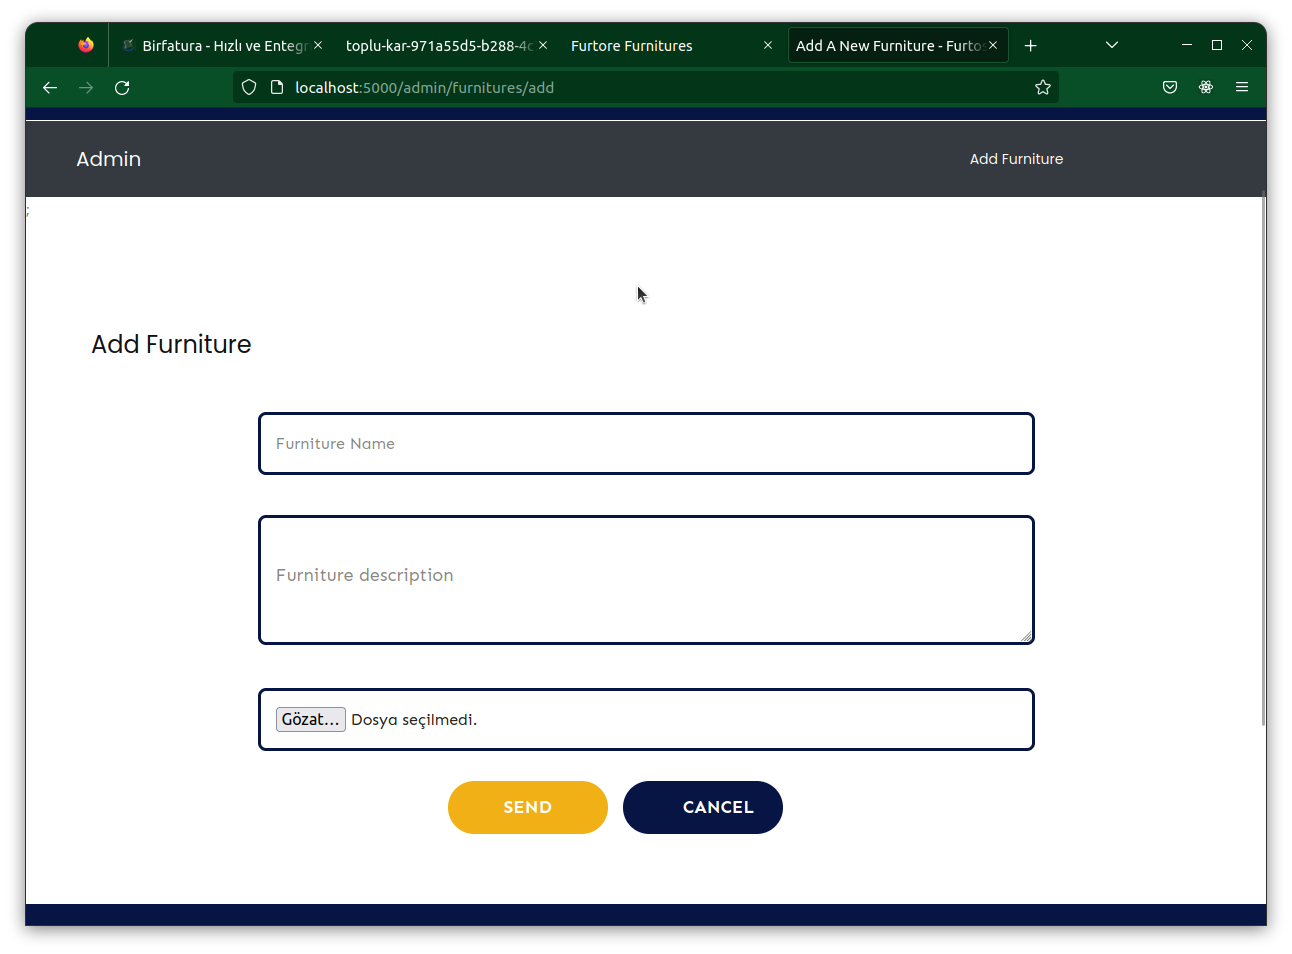 Birfatura - Hızlı ve Entegr
toplu-kar-971a55d5-b288-4c
Furtore Furnitures
Add A New Furniture - Furto
localhost:5000/admin/furnitures/add
Admin
Add Furniture
;
Add Furniture
Furniture Name
Furniture description
Gözat... Dosya seçilmedi.
SEND
CANCEL